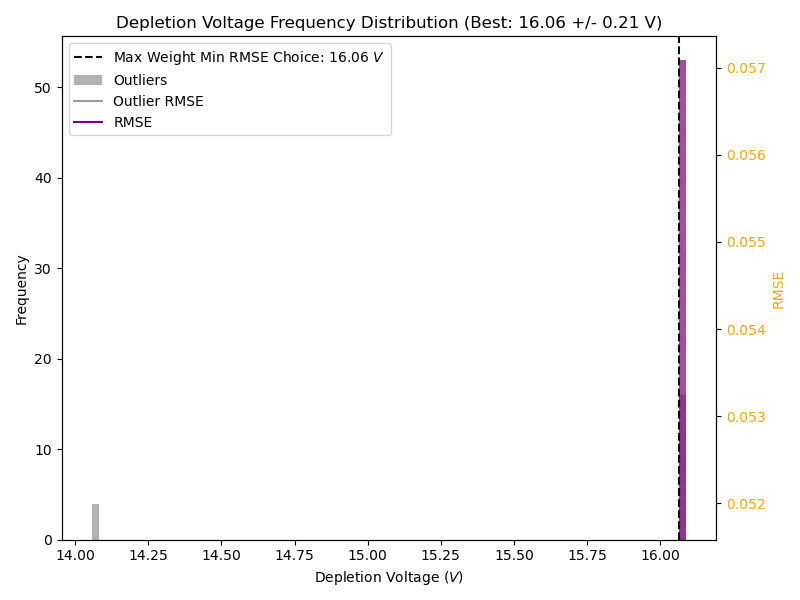 Depletion Voltage Frequency Distribution (Best: 16.06 +/- 0.21 V)
Max Weight Min RMSE Choice: 16.06 V
Outliers
Outlier RMSE
RMSE
Frequency
50
40
30
20
10
0
0.057
0.056
0.055
0.054
0.053
0.052
RMSE
14.00 14.25 14.50 14.75 15.00 15.25 15.50 15.75 16.00
Depletion Voltage (V)